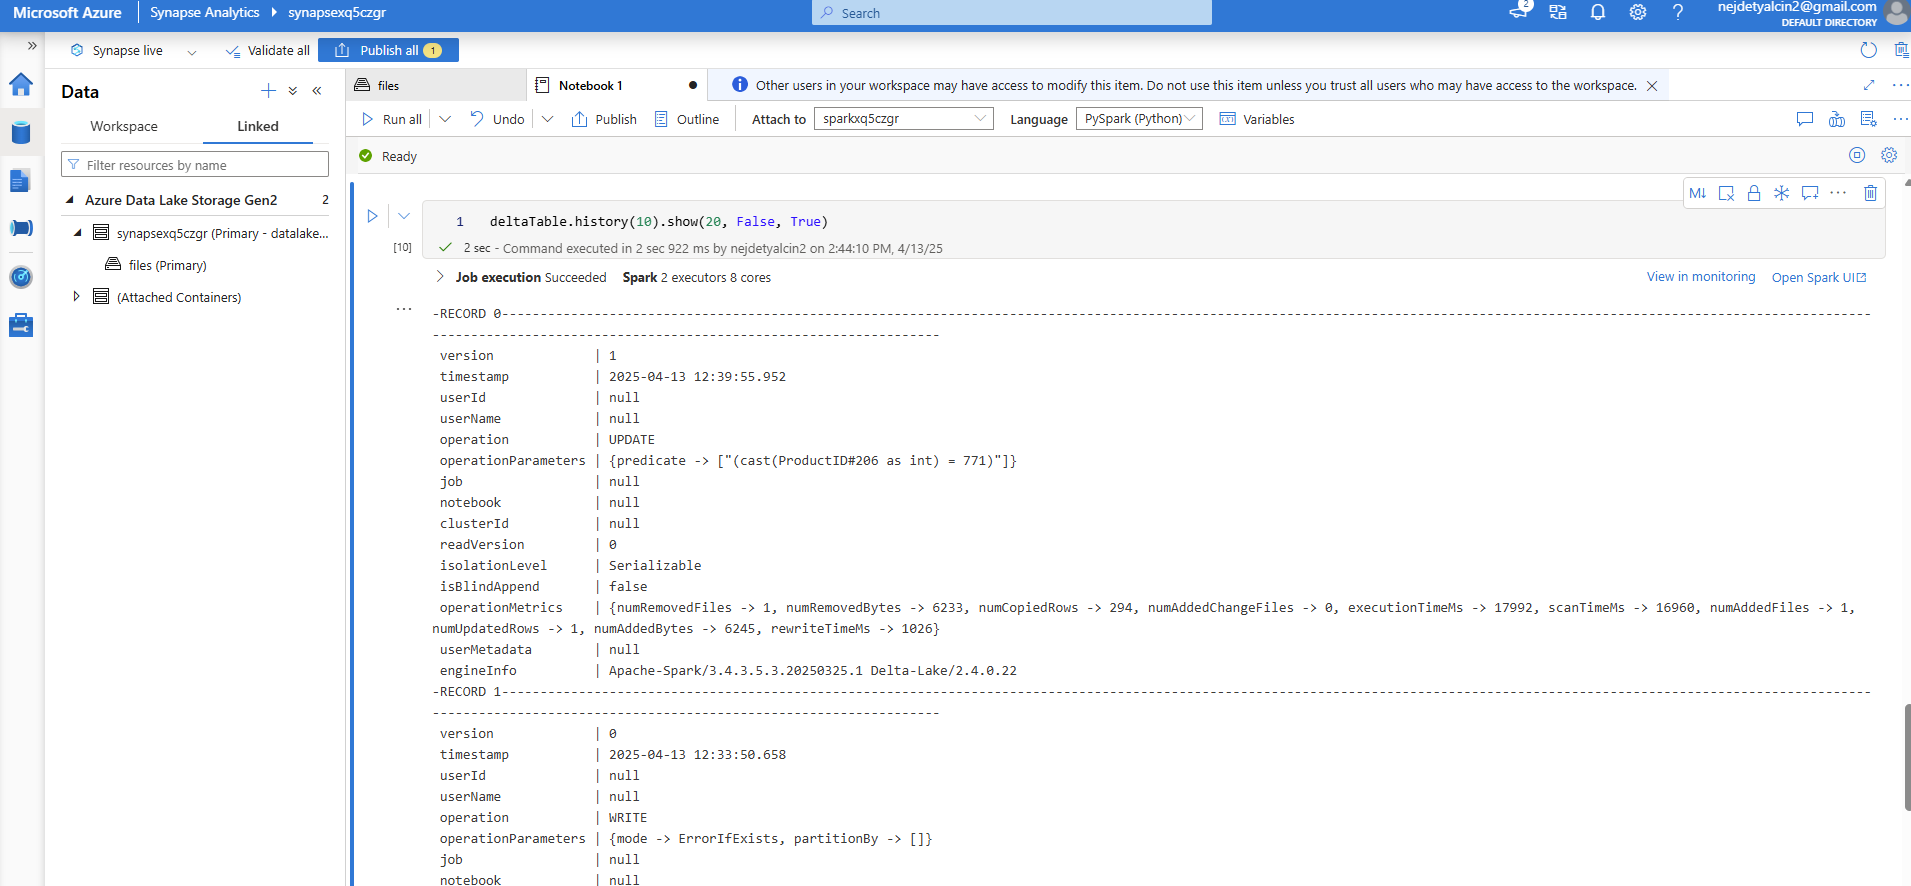 Microsoft Azure | Synapse Analytics ▸ synapsexq5czgr Search 2 nejdetyalcin2@gmail.com
DEFAULT DIRECTORY
Synapse live Validate all Publish all 1
Data
files
Notebook 1
Other users in your workspace may have access to modify this item. Do not use this item unless you trust all users who may have access to the workspace.
Workspace Linked
Filter resources by name
Azure Data Lake Storage Gen2 2
synapsexq5czgr (Primary - datalake...
files (Primary)
(Attached Containers)
Run all Undo Publish Outline Attach to sparkxq5czgr Language PySpark (Python) Variables
Ready
M↓
1 deltaTable.history(10).show(20, False, True)
[10] 2 sec - Command executed in 2 sec 922 ms by nejdetyalcin2 on 2:44:10 PM, 4/13/25
Job execution Succeeded Spark 2 executors 8 cores View in monitoring Open Spark UI
-RECORD 0----------------------------------------------------------------
----------------------------------------------------------------
version | 1
timestamp | 2025-04-13 12:39:55.952
userId | null
userName | null
operation | UPDATE
operationParameters | {predicate -> ["(cast(ProductID#206 as int) = 771)"]}
job | null
notebook | null
clusterId | null
readVersion | 0
isolationLevel | Serializable
isBlindAppend | false
operationMetrics | {numRemovedFiles -> 1, numRemovedBytes -> 6233, numCopiedRows -> 294, numAddedChangeFiles -> 0, executionTimeMs -> 17992, scanTimeMs -> 16960, numAddedFiles -> 1,
numUpdatedRows -> 1, numAddedBytes -> 6245, rewriteTimeMs -> 1026}
userMetadata | null
engineInfo | Apache-Spark/3.4.3.5.3.20250325.1 Delta-Lake/2.4.0.22
-RECORD 1----------------------------------------------------------------
----------------------------------------------------------------
version | 0
timestamp | 2025-04-13 12:33:50.658
userId | null
userName | null
operation | WRITE
operationParameters | {mode -> ErrorIfExists, partitionBy -> []}
job | null
notebook | null